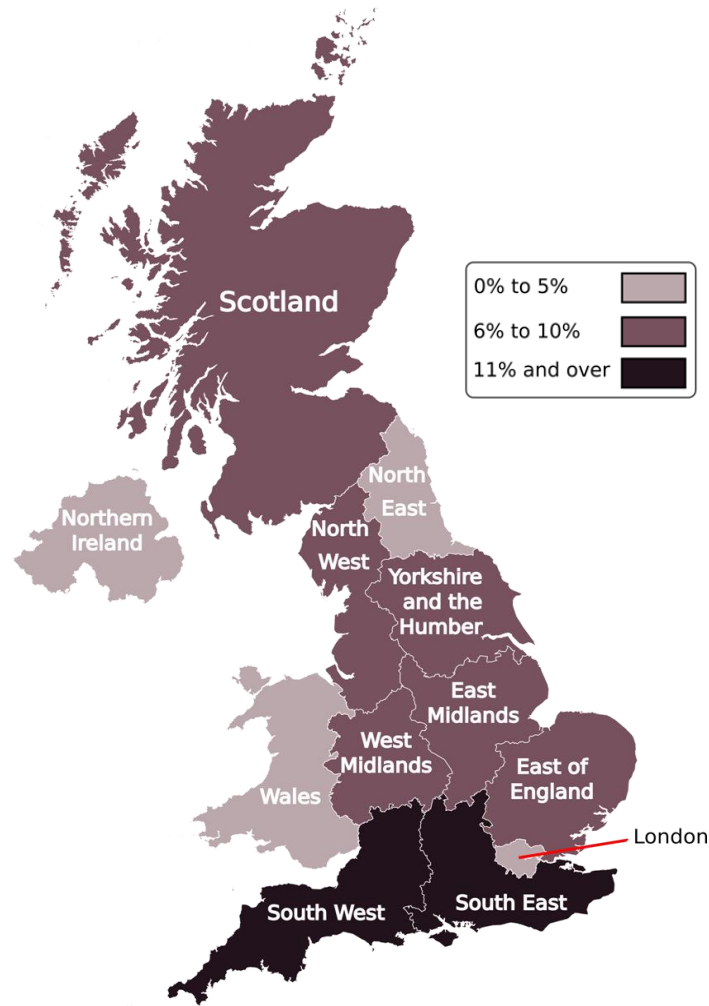 Scotland
0% to 5%
6% to 10%
11% and over
North
East
Northern
Ireland
North
West
Yorkshire
and the
Humber
East
Midlands
West
Midlands
East of
England
Wales
London
South West
South East